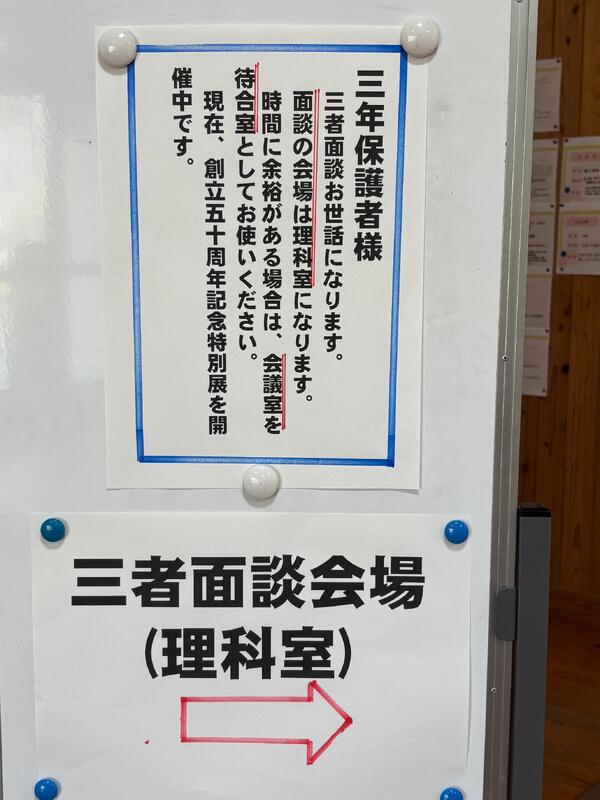 三年保護者様
三者面談お世話になります。
面談の会場は理科室になります。
時間に余裕がある場合は、会議室を
待合室としてお使いください。
現在、創立五十周年記念特別展を開
催中です。
三者面談会場
(理科室)